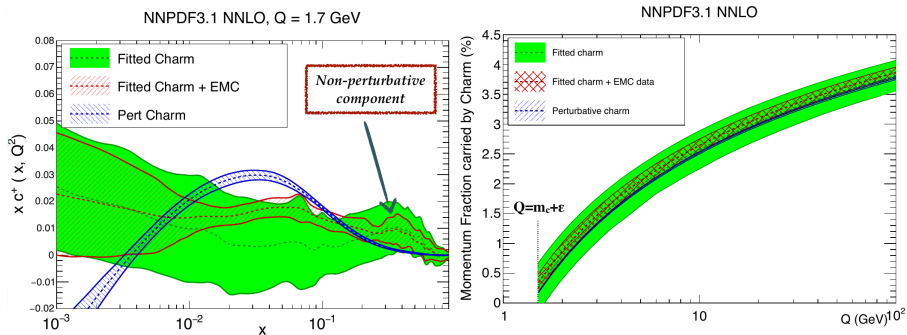 NNPDF3.1 NNLO, Q = 1.7 GeV
x c⁺ ( x, Q²)
0.08
0.07
0.06
0.05
0.04
0.03
0.02
0.01
0
−0.01
−0.02
Fitted Charm
Fitted Charm + EMC
Pert Charm
Non-perturbative
component
10⁻³
10⁻²
10⁻¹
x
NNPDF3.1 NNLO
Momentum Fraction carried by Charm (%)
4.5
4
3.5
3
2.5
2
1.5
1
0.5
0
Fitted charm
Fitted charm + EMC data
Perturbative charm
Q=mc+ε
1
10
10²
Q (GeV)